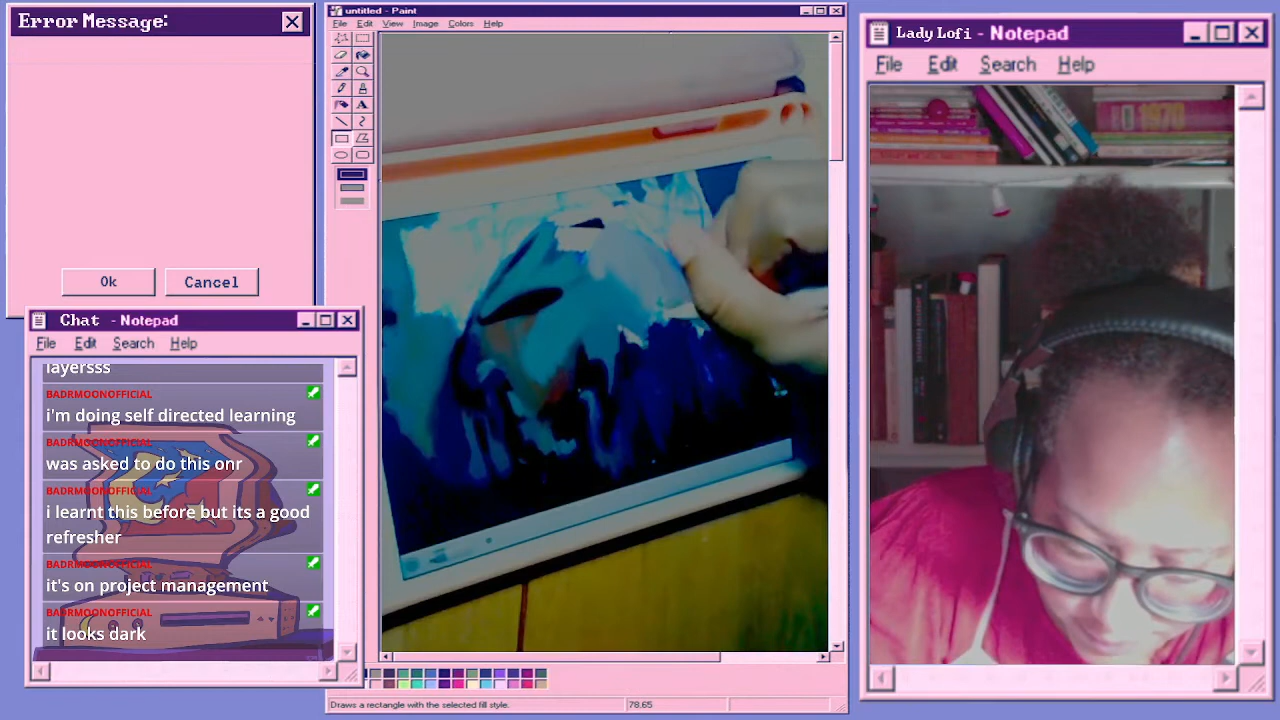 Error Message:
Ok
Cancel
untitled - Paint
File Edit View Image Colors Help
Draws a rectangle with the selected fill style.
78.65
Chat - Notepad
File Edit Search Help
layersss
BADRMOONOFFICIAL
i'm doing self directed learning
BADRMOONOFFICIAL
was asked to do this onr
BADRMOONOFFICIAL
i learnt this before but its a good
refresher
BADRMOONOFFICIAL
it's on project management
BADRMOONOFFICIAL
it looks dark
Lady Lofi - Notepad
File Edit Search Help
1970